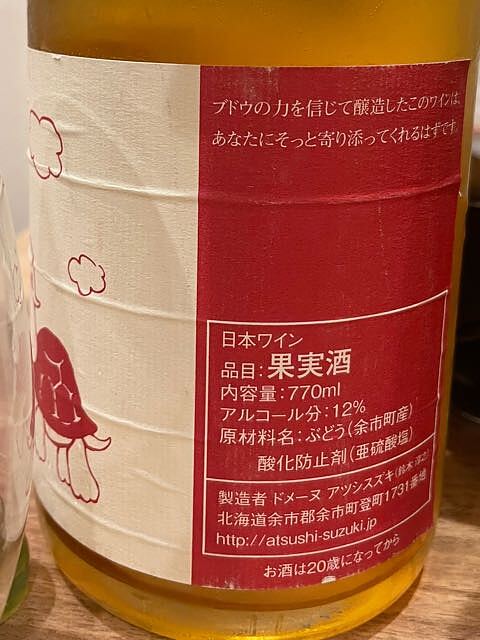 ブドウの力を信じて醸造したこのワインは、
あなたにそっと寄り添ってくれるはずです。
日本ワイン
品目:果実酒
内容量:770ml
アルコール分:12%
原材料名:ぶどう(余市町産)
酸化防止剤(亜硫酸塩)
製造者 ドメーヌ アツシスズキ(鈴木淳之)
北海道余市郡余市町登町1731番地
http://atsushi-suzuki.jp
お酒は20歳になってから